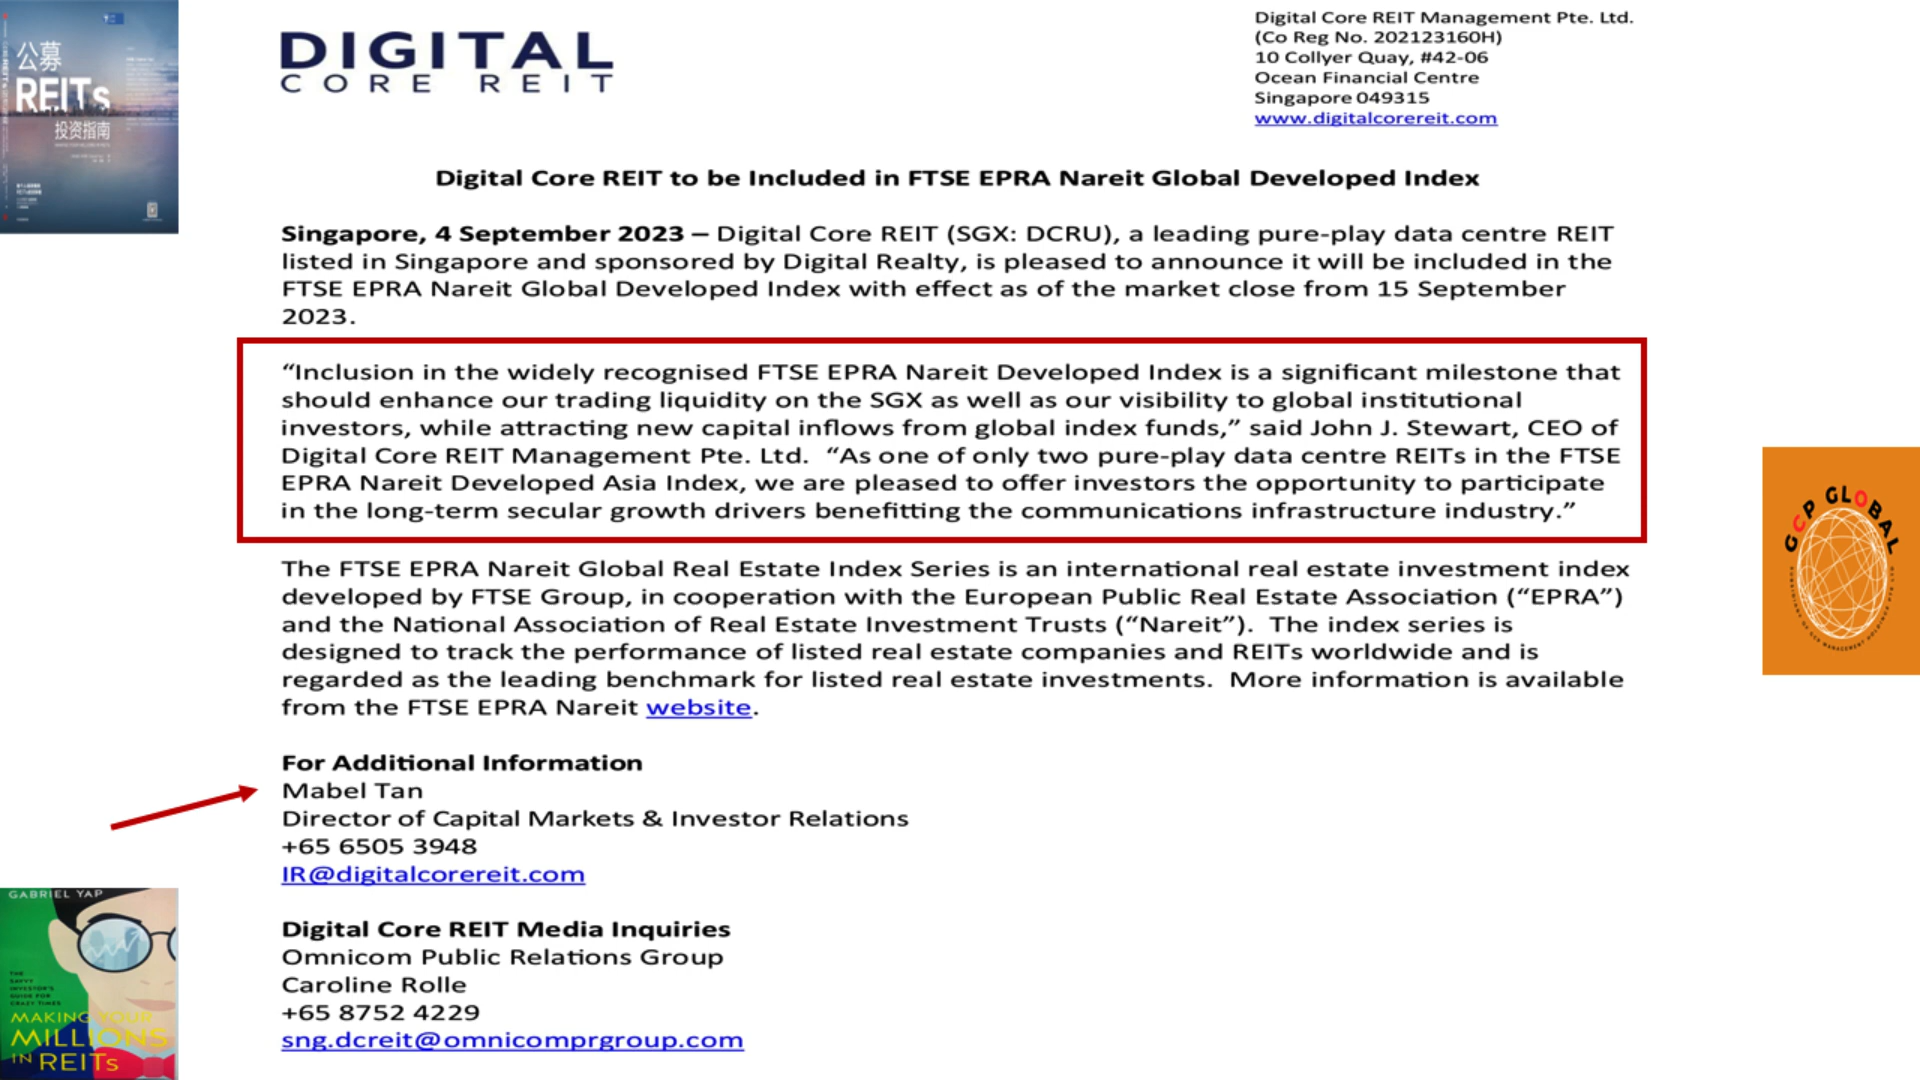 公募
REITs
投资指南
DIGITAL
CORE REIT
Digital Core REIT Management Pte. Ltd.
(Co Reg No. 202123160H)
10 Collyer Quay, #42-06
Ocean Financial Centre
Singapore 049315
www.digitalcorereit.com
Digital Core REIT to be Included in FTSE EPRA Nareit Global Developed Index
Singapore, 4 September 2023 – Digital Core REIT (SGX: DCRU), a leading pure-play data centre REIT
listed in Singapore and sponsored by Digital Realty, is pleased to announce it will be included in the
FTSE EPRA Nareit Global Developed Index with effect as of the market close from 15 September
2023.
“Inclusion in the widely recognised FTSE EPRA Nareit Developed Index is a significant milestone that
should enhance our trading liquidity on the SGX as well as our visibility to global institutional
investors, while attracting new capital inflows from global index funds,” said John J. Stewart, CEO of
Digital Core REIT Management Pte. Ltd.  “As one of only two pure-play data centre REITs in the FTSE
EPRA Nareit Developed Asia Index, we are pleased to offer investors the opportunity to participate
in the long-term secular growth drivers benefitting the communications infrastructure industry.”
The FTSE EPRA Nareit Global Real Estate Index Series is an international real estate investment index
developed by FTSE Group, in cooperation with the European Public Real Estate Association (“EPRA”)
and the National Association of Real Estate Investment Trusts (“Nareit”).  The index series is
designed to track the performance of listed real estate companies and REITs worldwide and is
regarded as the leading benchmark for listed real estate investments.  More information is available
from the FTSE EPRA Nareit website.
For Additional Information
Mabel Tan
Director of Capital Markets & Investor Relations
+65 6505 3948
IR@digitalcorereit.com
Digital Core REIT Media Inquiries
Omnicom Public Relations Group
Caroline Rolle
+65 8752 4229
sng.dcreit@omnicomprgroup.com
GCP GLOBAL
GABRIEL YAP
THE
SAVVY
INVESTOR'S
GUIDE FOR
CRAZY TIMES
MAKING YOUR
MILLIONS
IN REITs